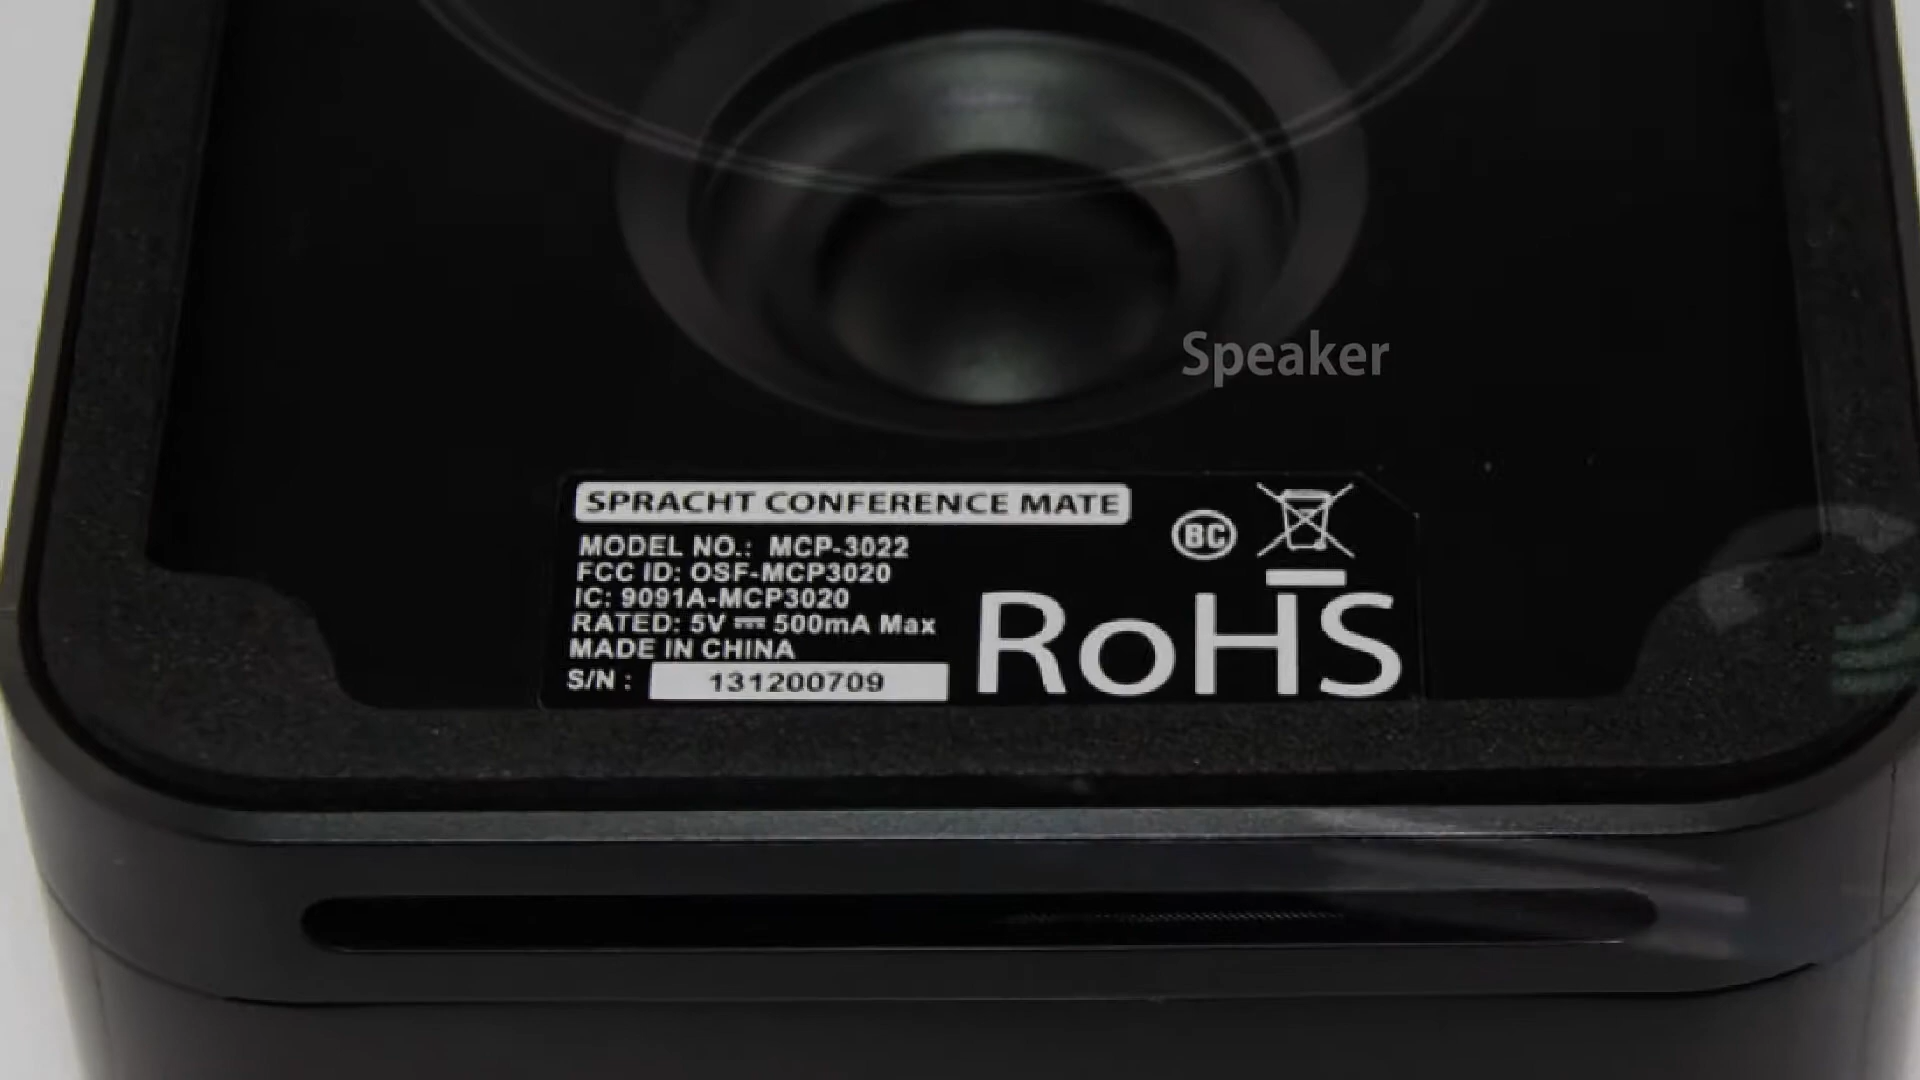 Speaker
SPRACHT CONFERENCE MATE
MODEL NO.: MCP-3022
FCC ID: OSF-MCP3020
IC: 9091A-MCP3020
RATED: 5V ⎓ 500mA Max
MADE IN CHINA
S/N : 131200709
BC
RoHS